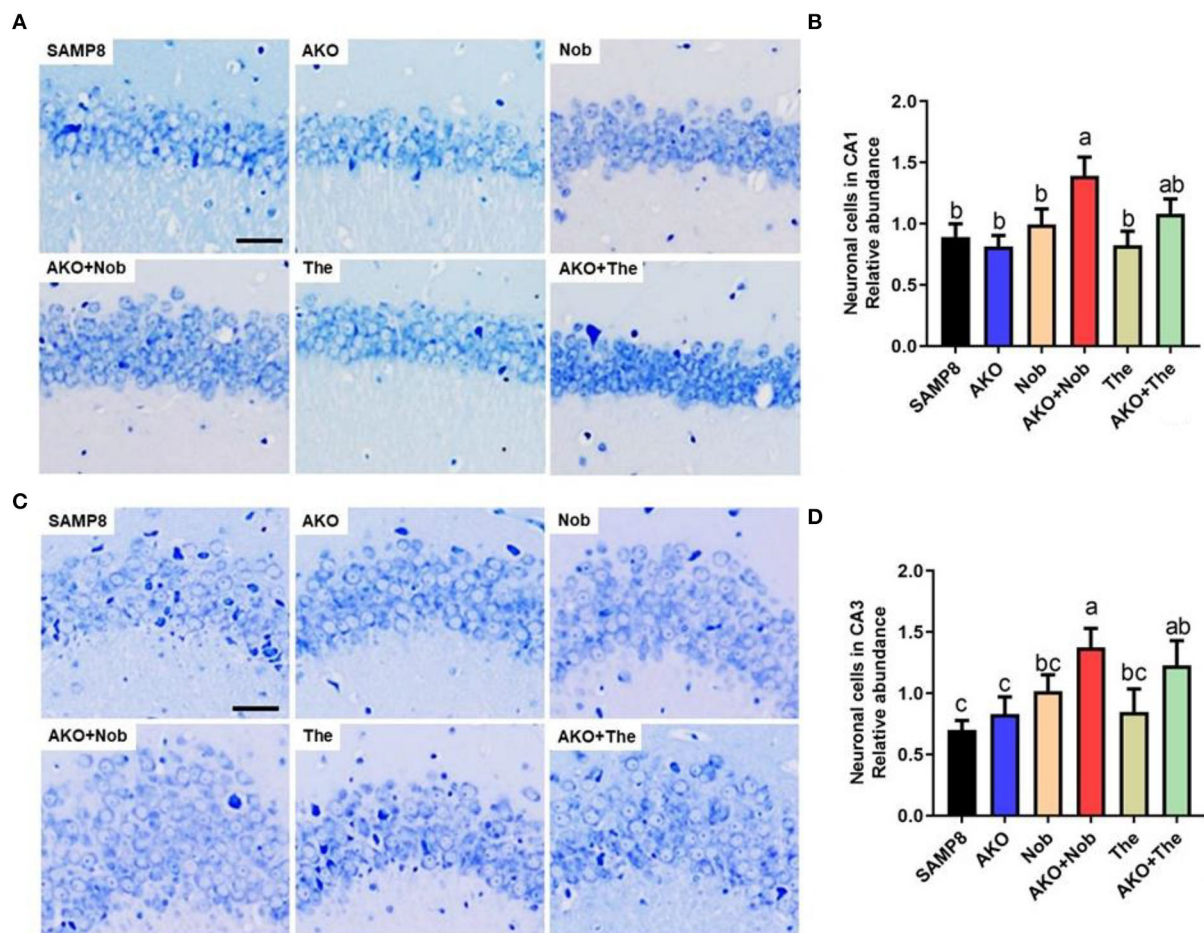 A
SAMP8
AKO
Nob
AKO+Nob
The
AKO+The
B
Neuronal cells in CA1
Relative abundance
2.0
1.5
1.0
0.5
0.0
b
b
b
a
b
ab
SAMP8
AKO
Nob
AKO+Nob
The
AKO+The
C
SAMP8
AKO
Nob
AKO+Nob
The
AKO+The
D
Neuronal cells in CA3
Relative abundance
2.0
1.5
1.0
0.5
0.0
c
c
bc
a
bc
ab
SAMP8
AKO
Nob
AKO+Nob
The
AKO+The